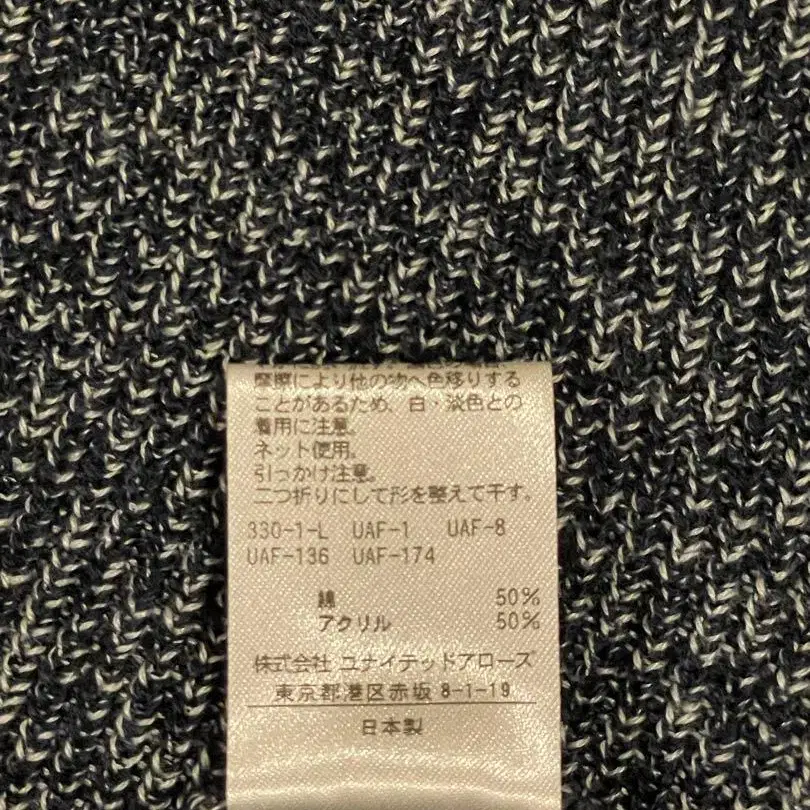 摩擦により他の物へ色移りする
ことがあるため、白・淡色との
着用に注意。
ネット使用。
引っかけ注意。
二つ折りにして形を整えて干す。
330-1-L UAF-1 UAF-8
UAF-136 UAF-174
綿 50%
アクリル 50%
株式会社 ユナイテッドアローズ
東京都港区赤坂 8-1-19
日本製